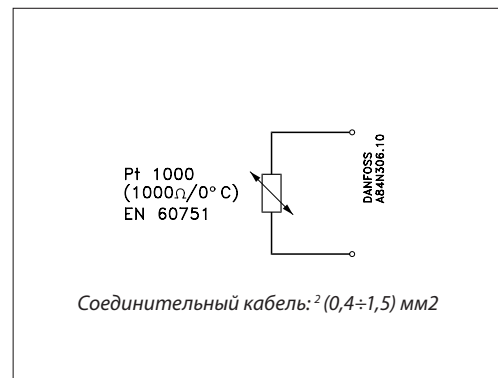 Pt 1000
(1000Ω/0° C)
EN 60751
DANFOSS
A84N306.10
Соединительный кабель: ² (0,4÷1,5) мм2